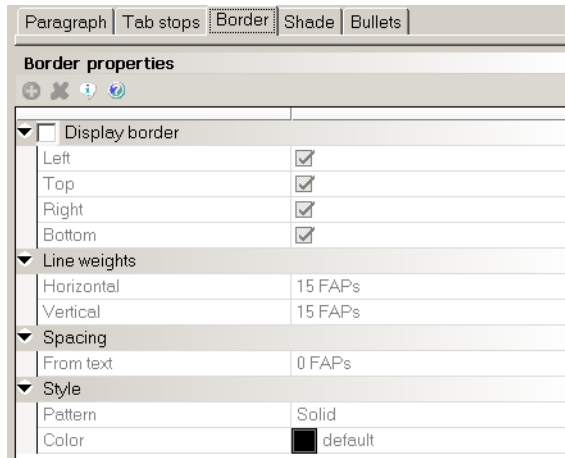 Paragraph Tab stops Border Shade Bullets
Border properties
Display border
Left
Top
Right
Bottom
Line weights
Horizontal 15 FAPs
Vertical 15 FAPs
Spacing
From text 0 FAPs
Style
Pattern Solid
Color default